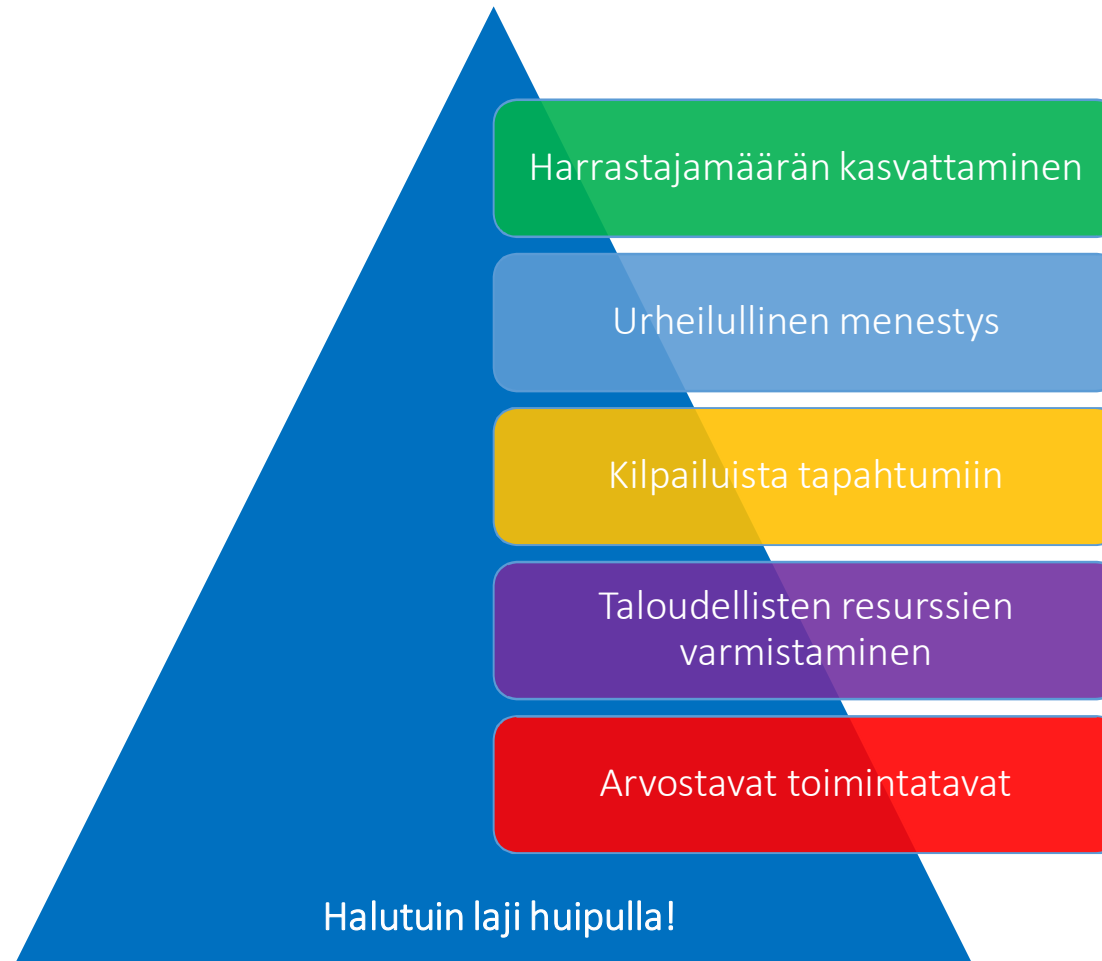 Harrastajamäärän kasvattaminen
Urheilullinen menestys
Kilpailuista tapahtumiin
Taloudellisten resurssien
varmistaminen
Arvostavat toimintatavat
Halutuin laji huipulla!